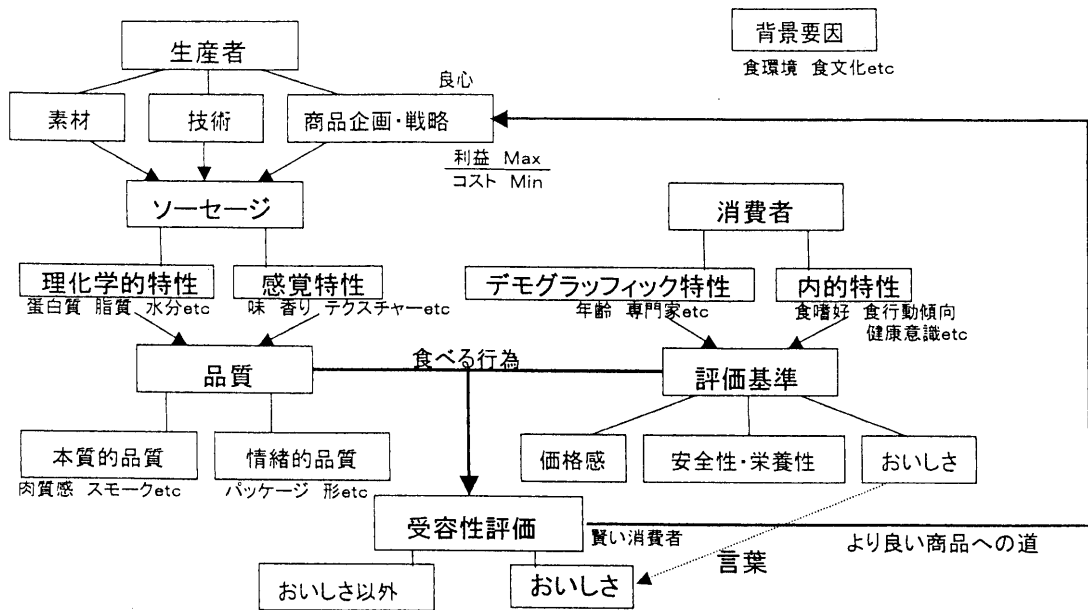 生産者
背景要因
食環境 食文化etc
良心
素材
技術
商品企画・戦略
利益 Max
コスト Min
ソーセージ
消費者
理化学的特性
蛋白質 脂質 水分etc
感覚特性
味 香り テクスチャーetc
デモグラッフィック特性
年齢 専門家etc
内的特性
食嗜好 食行動傾向
健康意識etc
食べる行為
品質
評価基準
本質的品質
肉質感 スモークetc
情緒的品質
パッケージ 形etc
価格感
安全性・栄養性
おいしさ
受容性評価
賢い消費者
より良い商品への道
言葉
おいしさ以外
おいしさ